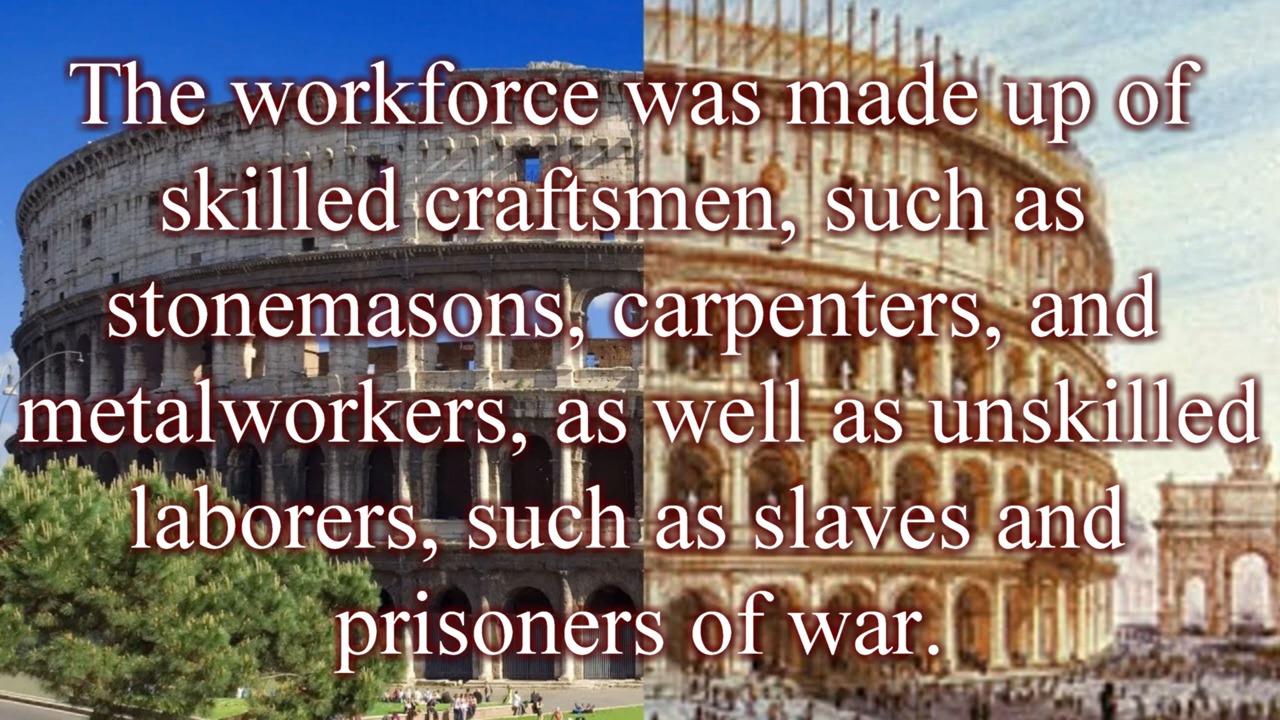 The workforce was made up of
skilled craftsmen, such as
stonemasons, carpenters, and
metalworkers, as well as unskilled
laborers, such as slaves and
prisoners of war.